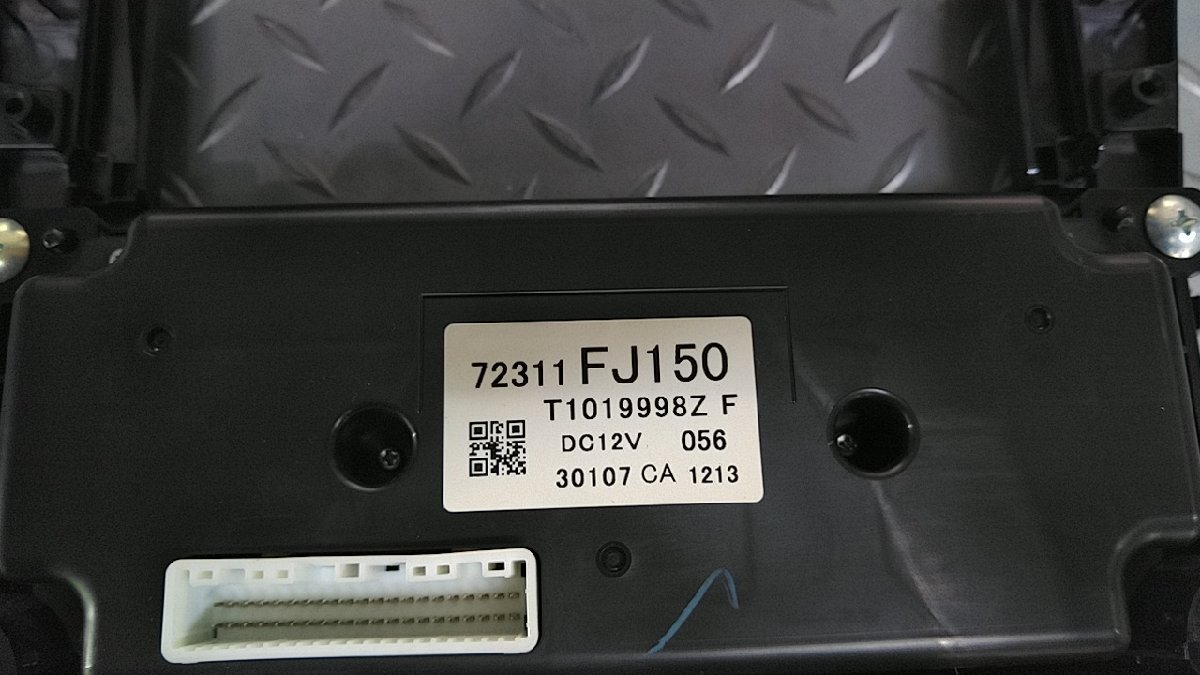 72311 FJ150
T1019998Z F
DC12V 056
30107 CA 1213